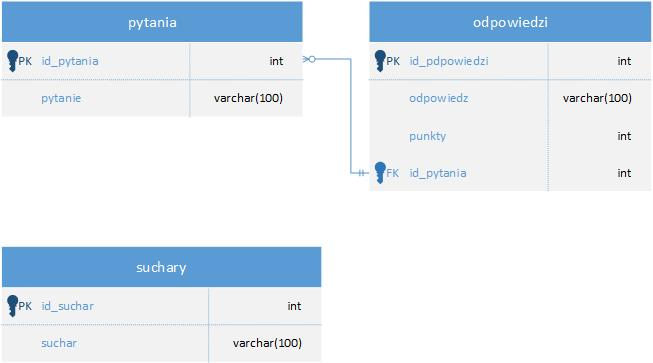 pytania
PK id_pytania int
pytanie varchar(100)
odpowiedzi
PK id_pdpowiedzi int
odpowiedz varchar(100)
punkty int
FK id_pytania int
suchary
PK id_suchar int
suchar varchar(100)